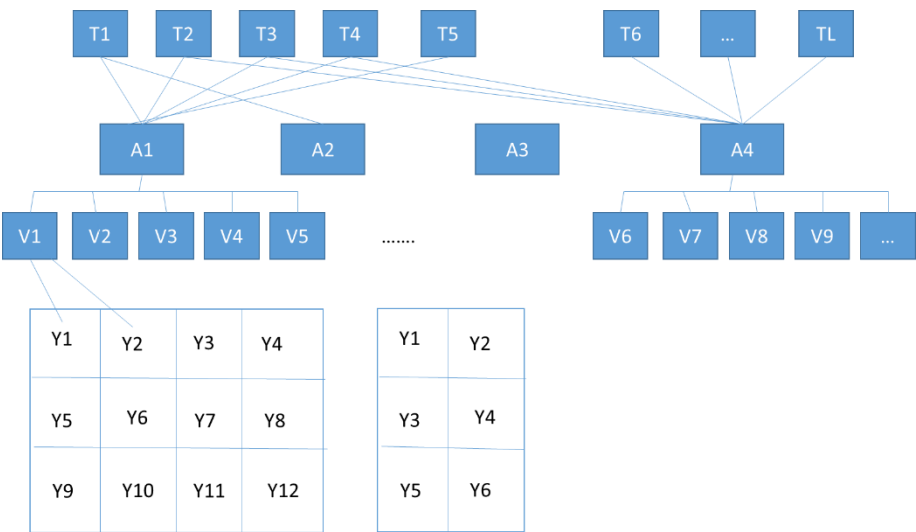 T1 T2 T3 T4 T5 T6 ... TL
A1 A2 A3 A4
V1 V2 V3 V4 V5 ....... V6 V7 V8 V9 ...
Y1 Y2 Y3 Y4 Y1 Y2
Y5 Y6 Y7 Y8 Y3 Y4
Y9 Y10 Y11 Y12 Y5 Y6